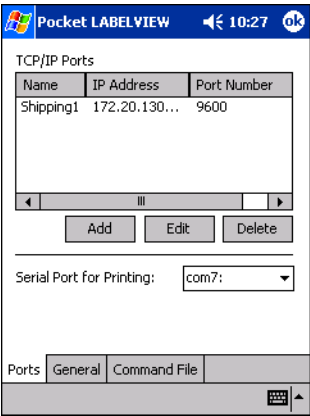 Pocket LABELVIEW 10:27 ok
TCP/IP Ports
Name IP Address Port Number
Shipping1 172.20.130... 9600
Add Edit Delete
Serial Port for Printing: com7:
Ports General Command File